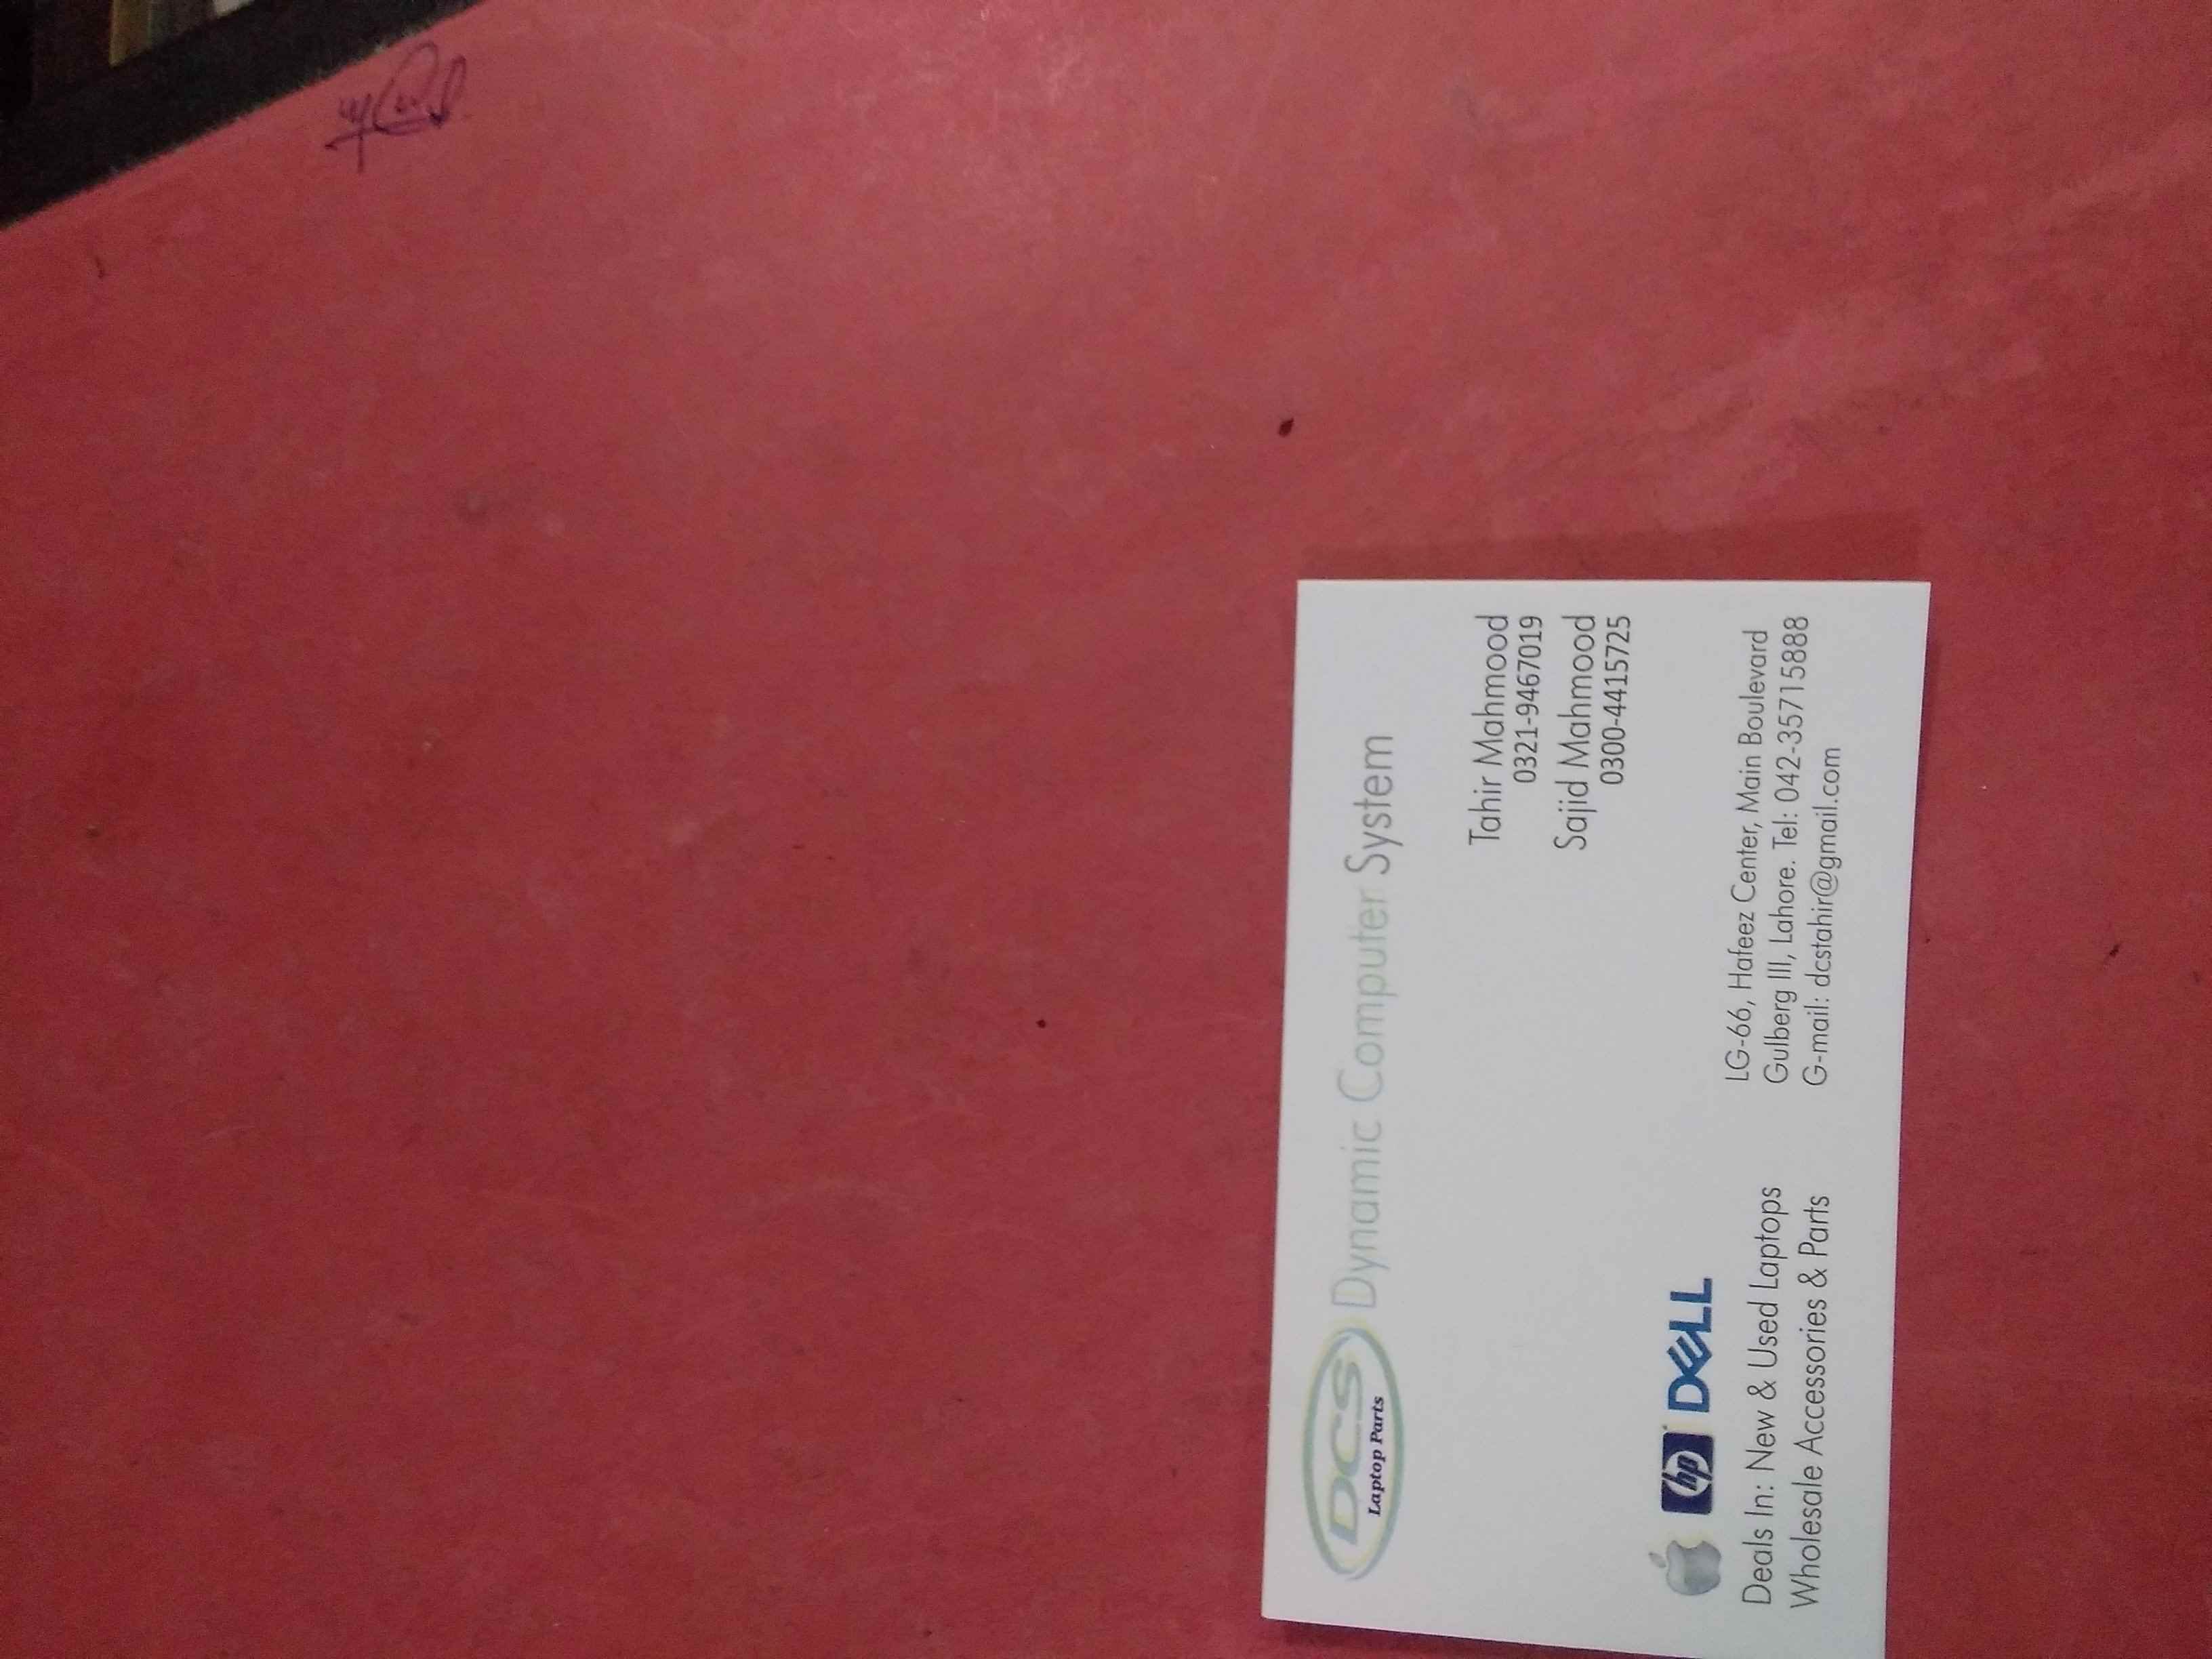 DCS
Laptop Parts
Dynamic Computer System
Tahir Mahmood
0321-9467019
Sajid Mahmood
0300-4415725
hp DELL
Deals In: New & Used Laptops
Wholesale Accessories & Parts
LG-66, Hafeez Center, Main Boulevard
Gulberg III, Lahore. Tel: 042-35715888
G-mail: dcstahir@gmail.com